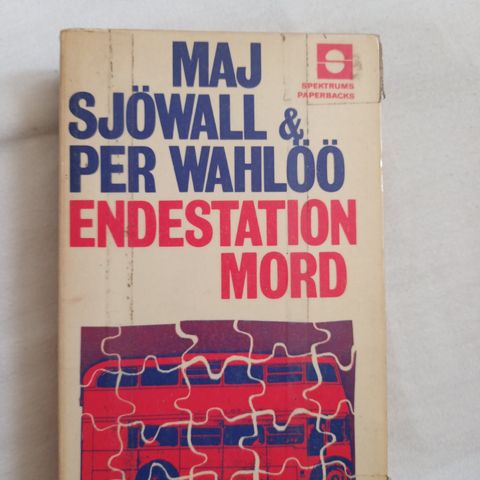 MAJ
SJÖWALL &
PER WAHLÖÖ
ENDESTATION
MORD
SPEKTRUMS
PAPERBACKS